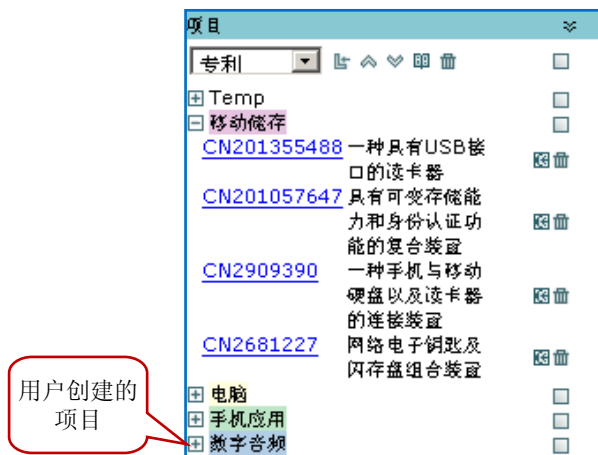 项目
专利
Temp
移动储存
CN201355488 一种具有USB接
口的读卡器
CN201057647 具有可变存储能
力和身份认证功
能的复合装置
CN2909390 一种手机与移动
硬盘以及读卡器
的连接装置
CN2681227 网络电子钥匙及
闪存盘组合装置
用户创建的
项目
电脑
手机应用
数字音频